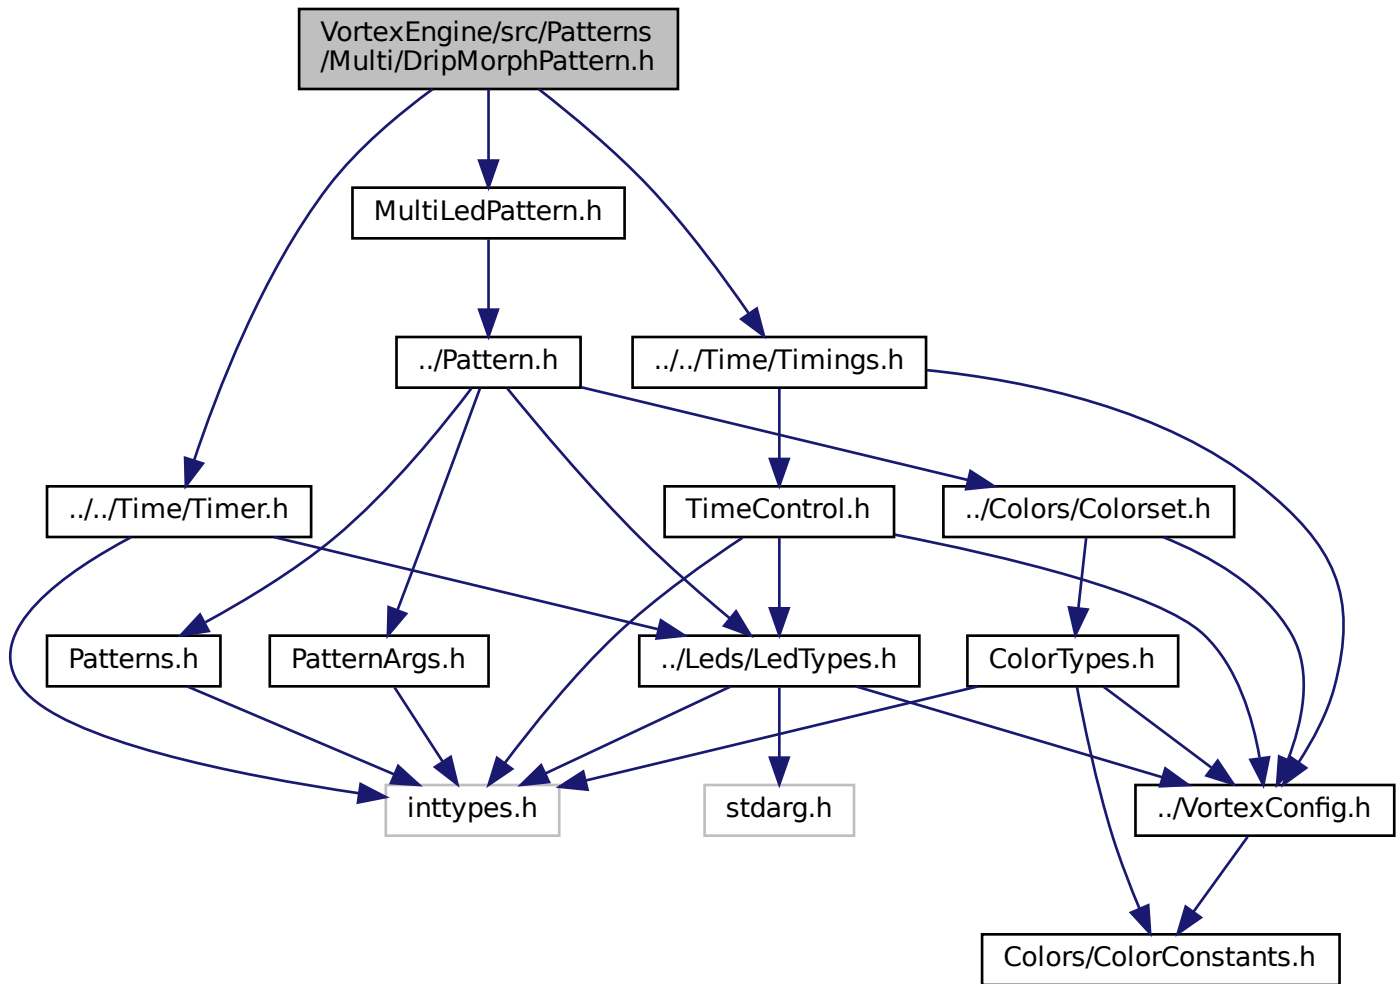 VortexEngine/src/Patterns
/Multi/DripMorphPattern.h
MultiLedPattern.h
../Pattern.h
../../Time/Timings.h
../../Time/Timer.h
TimeControl.h
../Colors/Colorset.h
Patterns.h
PatternArgs.h
../Leds/LedTypes.h
ColorTypes.h
inttypes.h
stdarg.h
../VortexConfig.h
Colors/ColorConstants.h